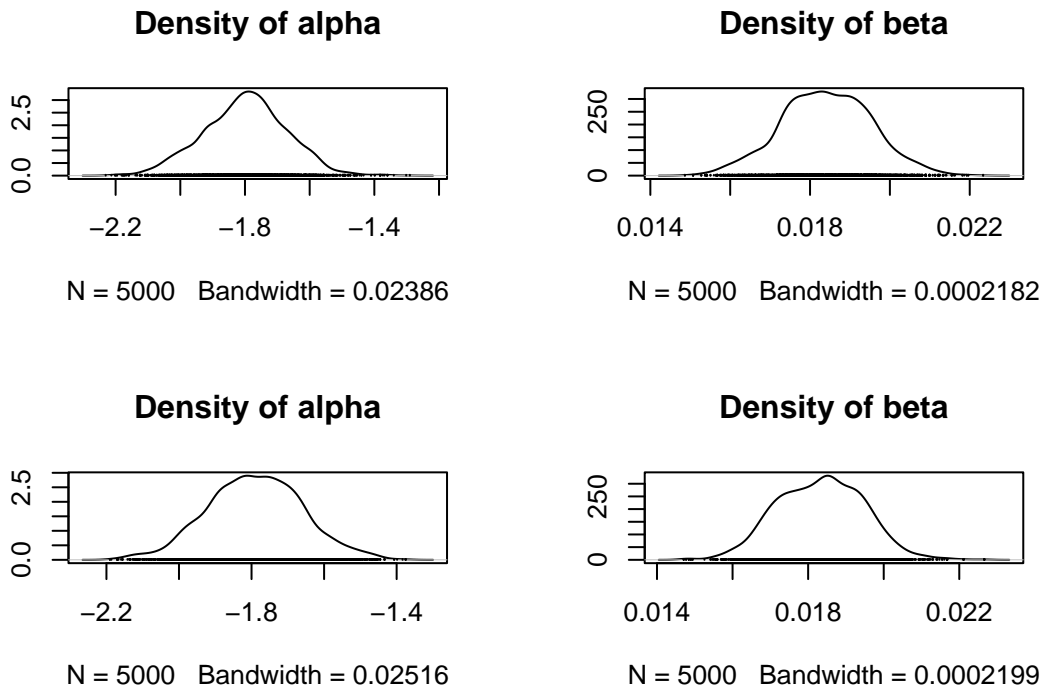 Density of alpha
2.5
0.0
−2.2 −1.8 −1.4
N = 5000 Bandwidth = 0.02386
Density of beta
250
0
0.014 0.018 0.022
N = 5000 Bandwidth = 0.0002182
Density of alpha
2.5
0.0
−2.2 −1.8 −1.4
N = 5000 Bandwidth = 0.02516
Density of beta
250
0
0.014 0.018 0.022
N = 5000 Bandwidth = 0.0002199